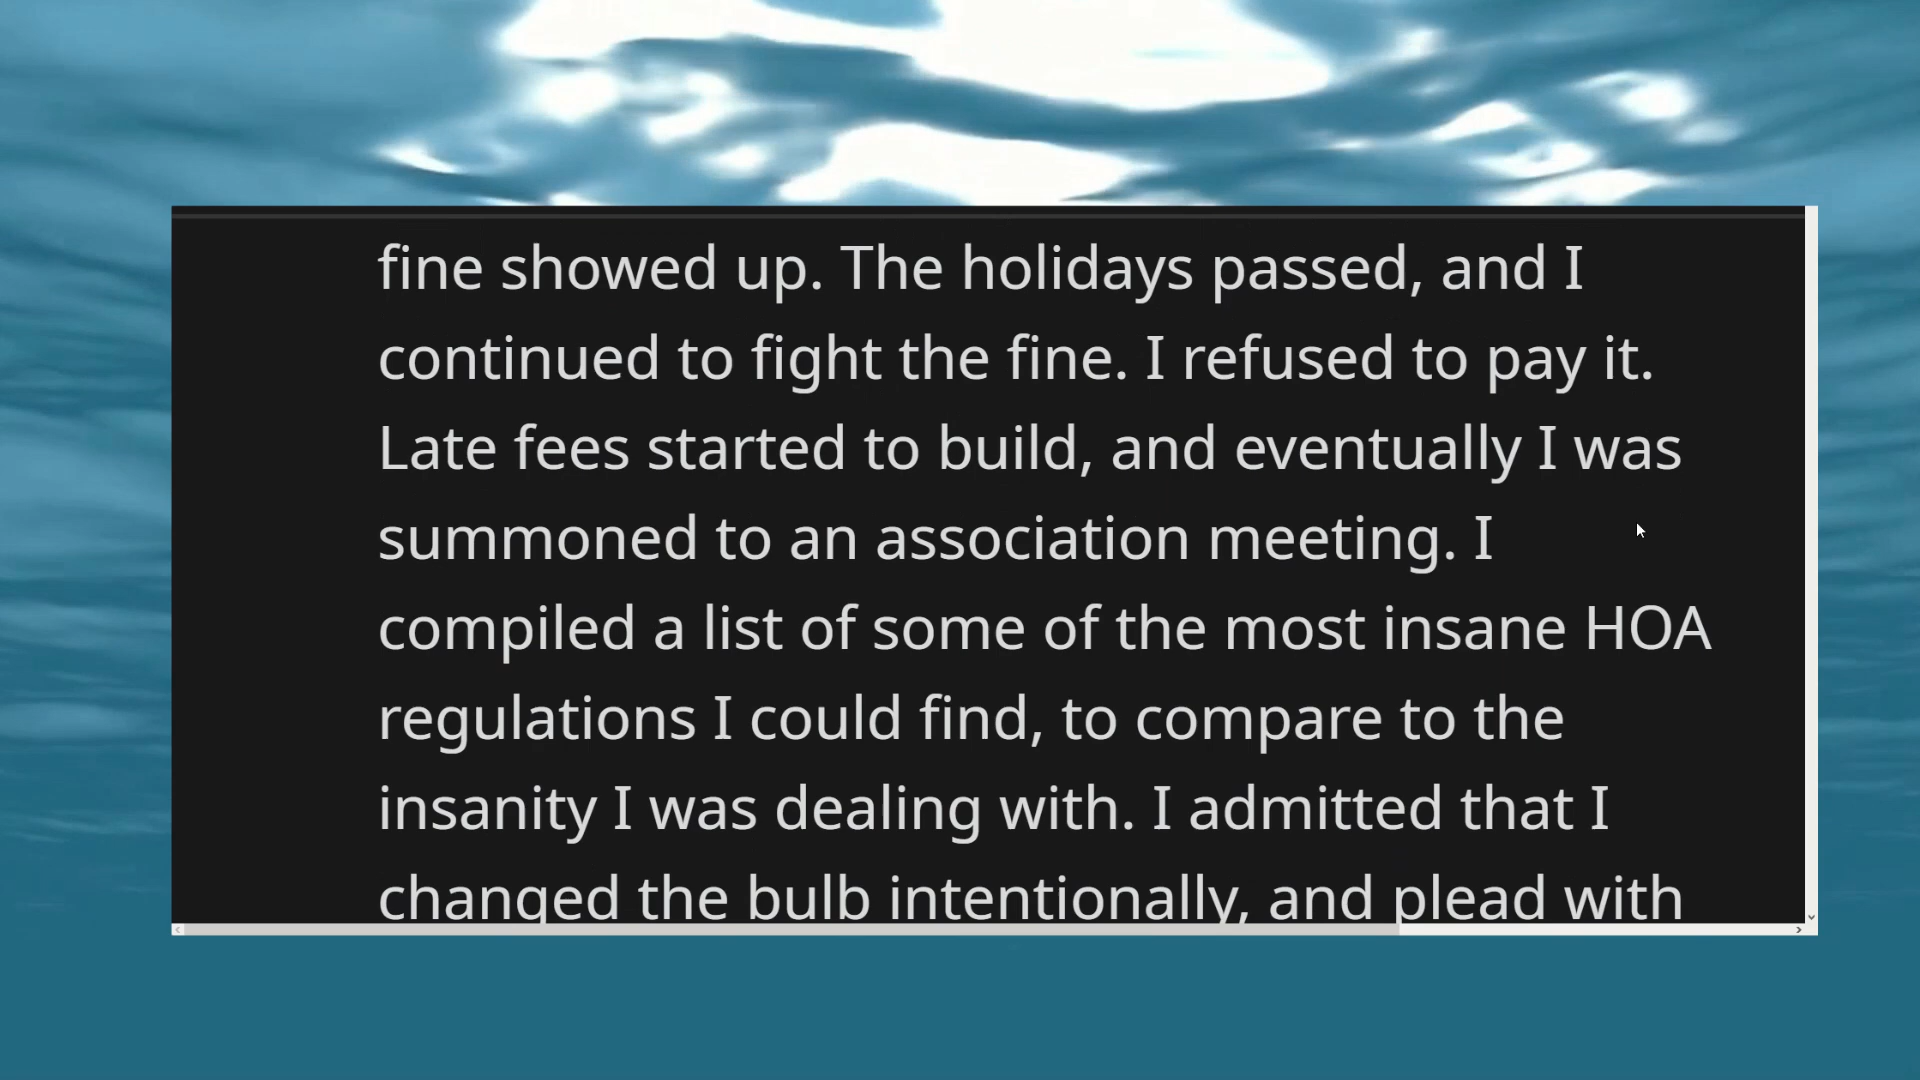 fine showed up. The holidays passed, and I
continued to fight the fine. I refused to pay it.
Late fees started to build, and eventually I was
summoned to an association meeting. I
compiled a list of some of the most insane HOA
regulations I could find, to compare to the
insanity I was dealing with. I admitted that I
changed the bulb intentionally, and plead with